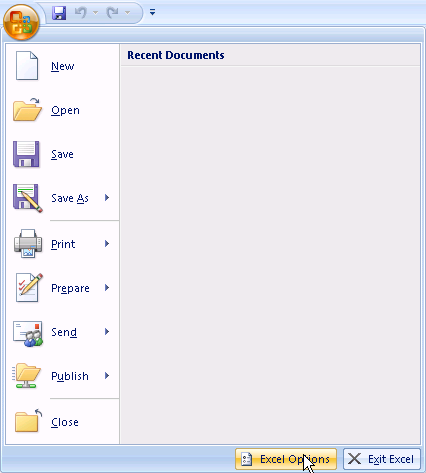 Recent Documents
New
Open
Save
Save As
Print
Prepare
Send
Publish
Close
Excel Options
Exit Excel